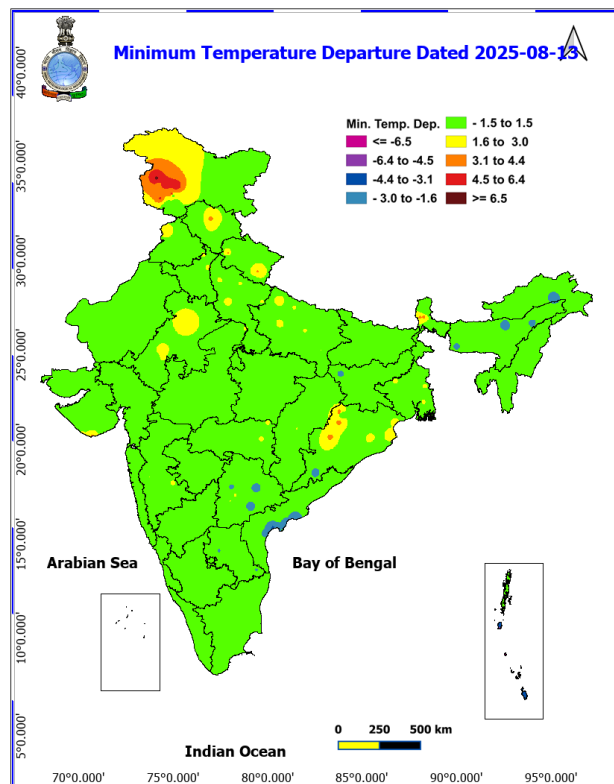 Minimum Temperature Departure Dated 2025-08-13
40°0.000'
35°0.000'
30°0.000'
25°0.000'
20°0.000'
15°0.000'
10°0.000'
5°0.000'
Min. Temp. Dep.
<= -6.5
-6.4 to -4.5
-4.4 to -3.1
- 3.0 to -1.6
- 1.5 to 1.5
1.6 to 3.0
3.1 to 4.4
4.5 to 6.4
>= 6.5
Arabian Sea
Bay of Bengal
Indian Ocean
0 250 500 km
70°0.000' 75°0.000' 80°0.000' 85°0.000' 90°0.000' 95°0.000'